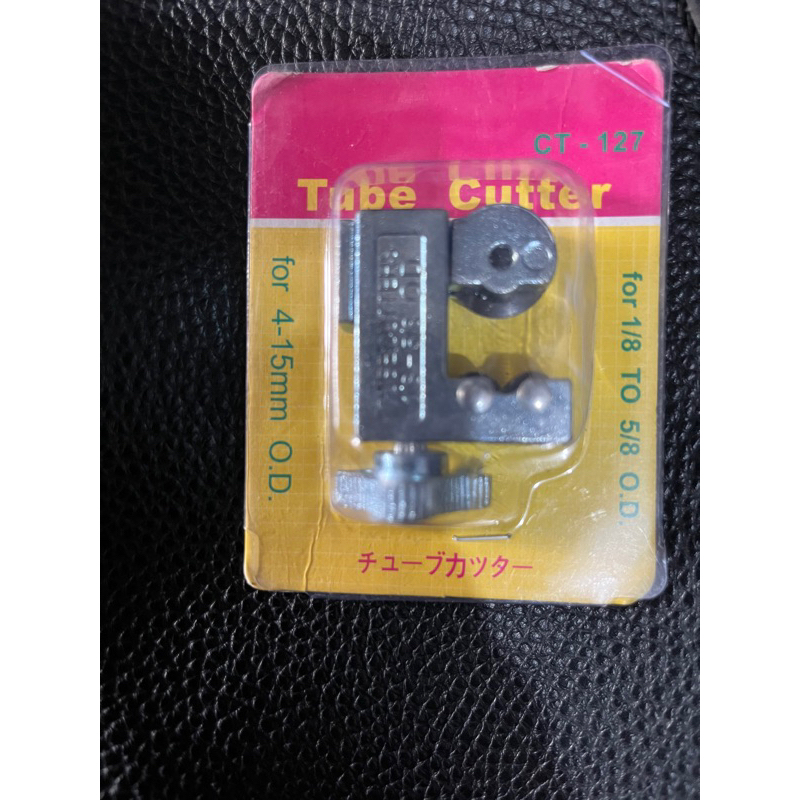 CT - 127
Tube Cutter
for 4-15mm O.D.
for 1/8 TO 5/8 O.D.
チューブカッター